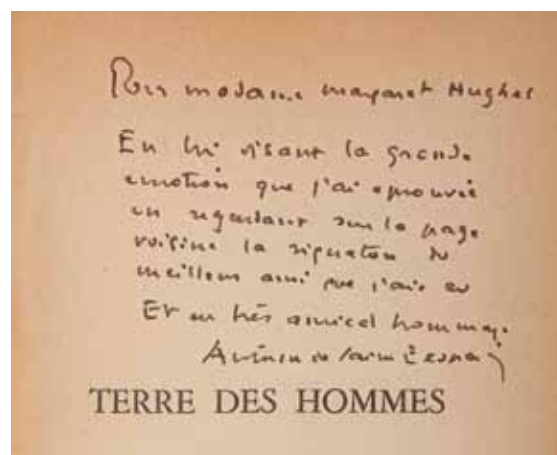 Pour madame Margaret Hughes
En lui disant la grande
emotion que j'ai eprouvée
en regardant sur la page
voisine la signature du
meilleur ami que j'aie eu
Et en très amical hommage
Antoine de Saint Exupéry
TERRE DES HOMMES